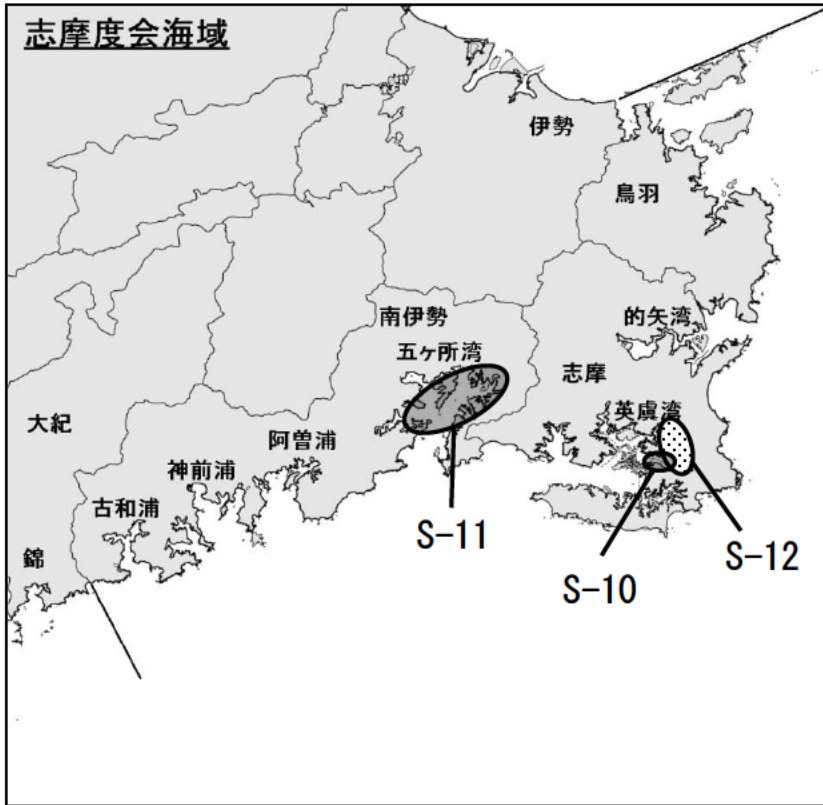 志摩度会海域
伊勢
鳥羽
南伊勢
的矢湾
五ヶ所湾
志摩
英虞湾
大紀
阿曽浦
神前浦
古和浦
錦
S-11
S-12
S-10